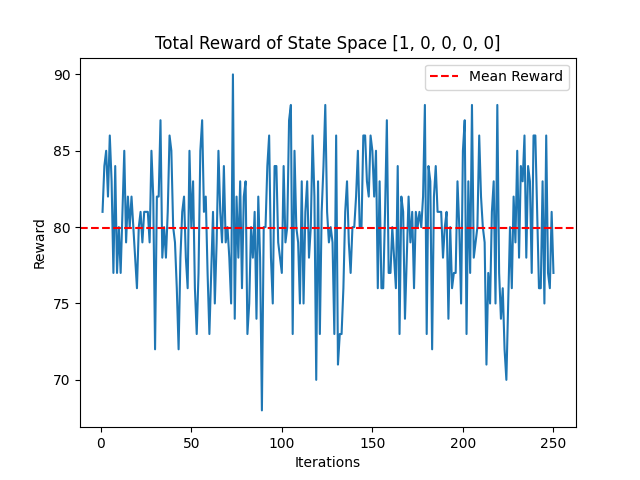 Total Reward of State Space [1, 0, 0, 0, 0]
Mean Reward
90
85
80
75
70
Reward
0 50 100 150 200 250
Iterations